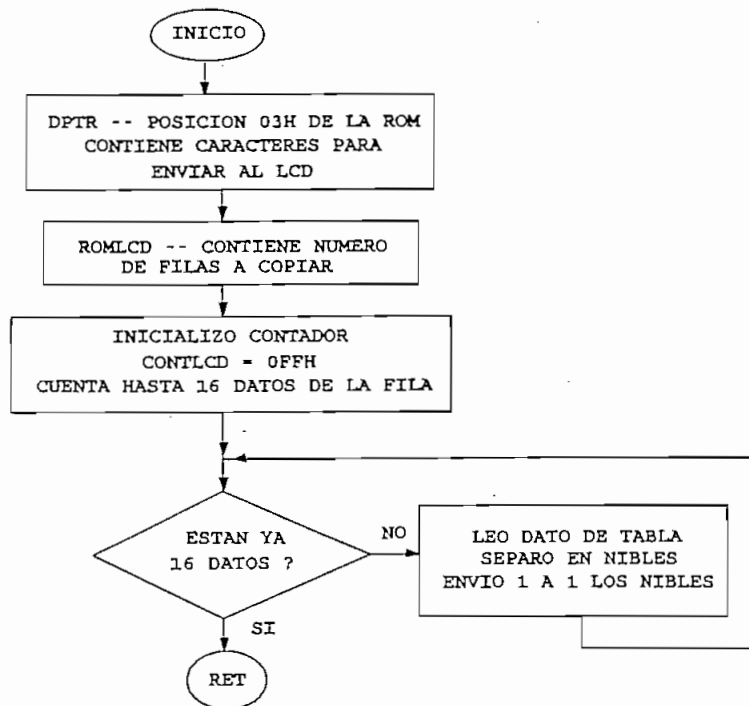 INICIO
DPTR -- POSICION 03H DE LA ROM
CONTIENE CARACTERES PARA
ENVIAR AL LCD
ROMLCD -- CONTIENE NUMERO
DE FILAS A COPIAR
INICIALIZO CONTADOR
CONTLCD = 0FFH
CUENTA HASTA 16 DATOS DE LA FILA
ESTAN YA
16 DATOS ?
NO
LEO DATO DE TABLA
SEPARO EN NIBLES
ENVIO 1 A 1 LOS NIBLES
SI
RET